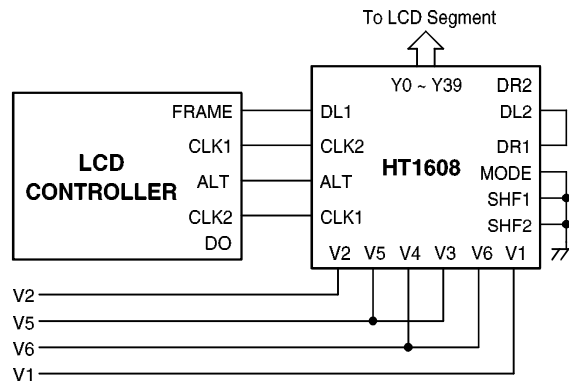 To LCD Segment
Y0 ~ Y39
DR2
FRAME
DL1
DL2
CLK1
CLK2
DR1
LCD
CONTROLLER
HT1608
MODE
ALT
ALT
SHF1
CLK2
CLK1
SHF2
DO
V2 V5 V4 V3 V6 V1
V2
V5
V6
V1